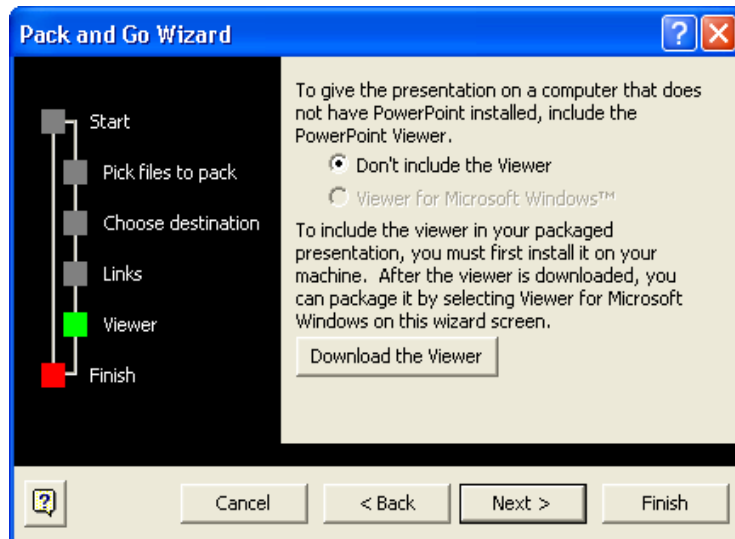 Pack and Go Wizard
Start
Pick files to pack
Choose destination
Links
Viewer
Finish
To give the presentation on a computer that does
not have PowerPoint installed, include the
PowerPoint Viewer.
Don't include the Viewer
Viewer for Microsoft Windows™
To include the viewer in your packaged
presentation, you must first install it on your
machine.  After the viewer is downloaded, you
can package it by selecting Viewer for Microsoft
Windows on this wizard screen.
Download the Viewer
Cancel
< Back
Next >
Finish